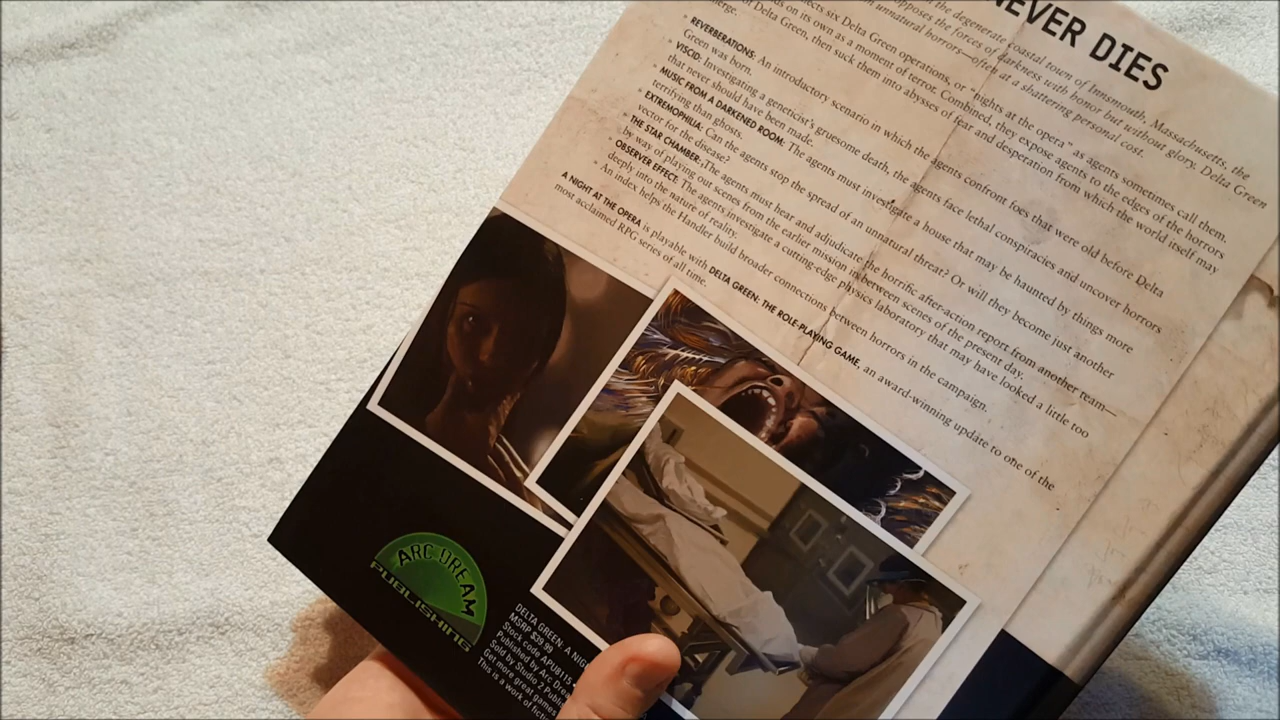 NEVER DIES
the degenerate coastal town of Innsmouth, Massachusetts, the
opposes the forces of darkness with honor but without glory. Delta Green
unnatural horrors—often at a shattering personal cost.
six Delta Green operations, or "nights at the opera" as agents sometimes call them.
on its own as a moment of terror. Combined, they expose agents to the edges of the horrors
of Delta Green, then suck them into abysses of fear and desperation from which the world itself may
» REVERBERATIONS: An introductory scenario in which the agents confront foes that were old before Delta
Green was born.
» VISCID: Investigating a geneticist's gruesome death, the agents face lethal conspiracies and uncover horrors
that never should have been made.
» MUSIC FROM A DARKENED ROOM: The agents must investigate a house that may be haunted by things more
terrifying than ghosts.
» EXTREMOPHILIA: Can the agents stop the spread of an unnatural threat? Or will they become just another
vector for the disease?
» THE STAR CHAMBER: The agents must hear and adjudicate the horrific after-action report from another team—
by way of playing out scenes from the earlier mission in between scenes of the present day.
» OBSERVER EFFECT: The agents investigate a cutting-edge physics laboratory that may have looked a little too
deeply into the nature of reality.
» An index helps the Handler build broader connections between horrors in the campaign.
A NIGHT AT THE OPERA is playable with DELTA GREEN: THE ROLE-PLAYING GAME, an award-winning update to one of the
most acclaimed RPG series of all time.
ARC DREAM
PUBLISHING
DELTA GREEN: A NIG
MSRP $39.99
Stock code APU8115
Published by Arc Drea
Sold by Studio 2 Publi
Get more great games
This is a work of ficti